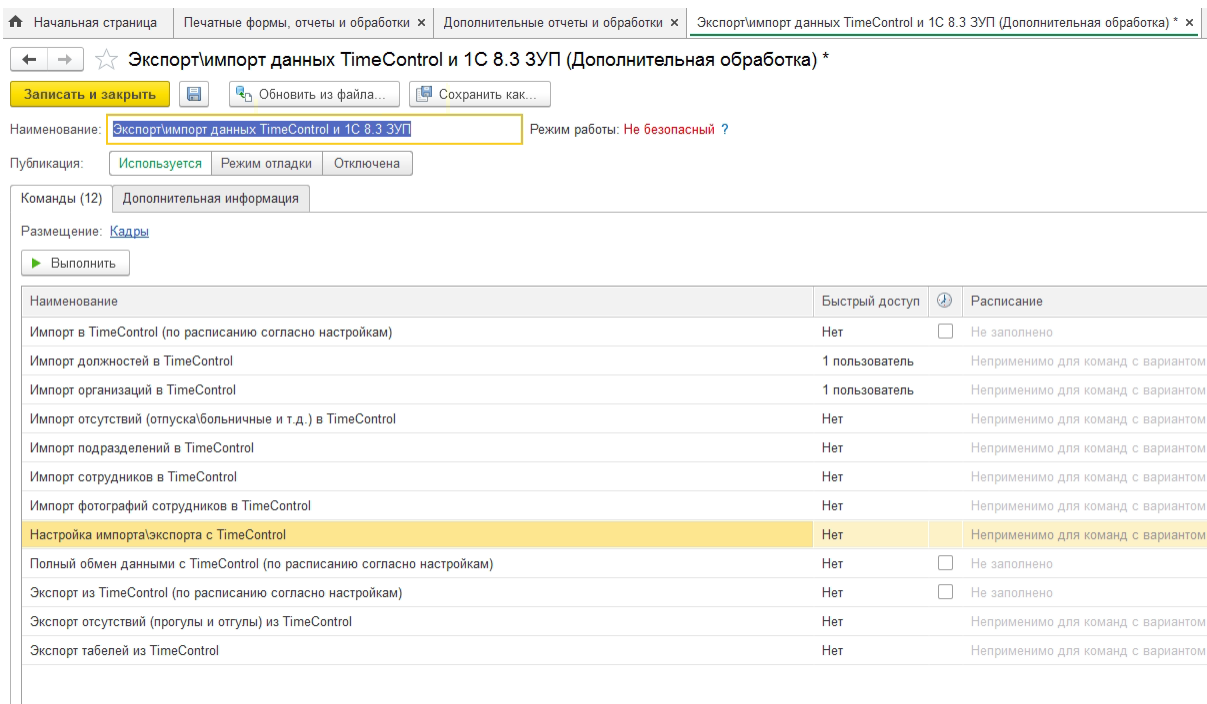 Начальная страница Печатные формы, отчеты и обработки × Дополнительные отчеты и обработки × Экспорт\импорт данных TimeControl и 1С 8.3 ЗУП (Дополнительная обработка) * ×
Экспорт\импорт данных TimeControl и 1С 8.3 ЗУП (Дополнительная обработка) *
Записать и закрыть Обновить из файла... Сохранить как...
Наименование: Экспорт\импорт данных TimeControl и 1С 8.3 ЗУП Режим работы: Не безопасный ?
Публикация: Используется Режим отладки Отключена
Команды (12) Дополнительная информация
Размещение: Кадры
Выполнить
Наименование Быстрый доступ Расписание
Импорт в TimeControl (по расписанию согласно настройкам) Нет Не заполнено
Импорт должностей в TimeControl 1 пользователь Неприменимо для команд с вариантом
Импорт организаций в TimeControl 1 пользователь Неприменимо для команд с вариантом
Импорт отсутствий (отпуска\больничные и т.д.) в TimeControl Нет Неприменимо для команд с вариантом
Импорт подразделений в TimeControl Нет Неприменимо для команд с вариантом
Импорт сотрудников в TimeControl Нет Неприменимо для команд с вариантом
Импорт фотографий сотрудников в TimeControl Нет Неприменимо для команд с вариантом
Настройка импорта\экспорта с TimeControl Нет Неприменимо для команд с вариантом
Полный обмен данными с TimeControl (по расписанию согласно настройкам) Нет Не заполнено
Экспорт из TimeControl (по расписанию согласно настройкам) Нет Не заполнено
Экспорт отсутствий (прогулы и отгулы) из TimeControl Нет Неприменимо для команд с вариантом
Экспорт табелей из TimeControl Нет Неприменимо для команд с вариантом